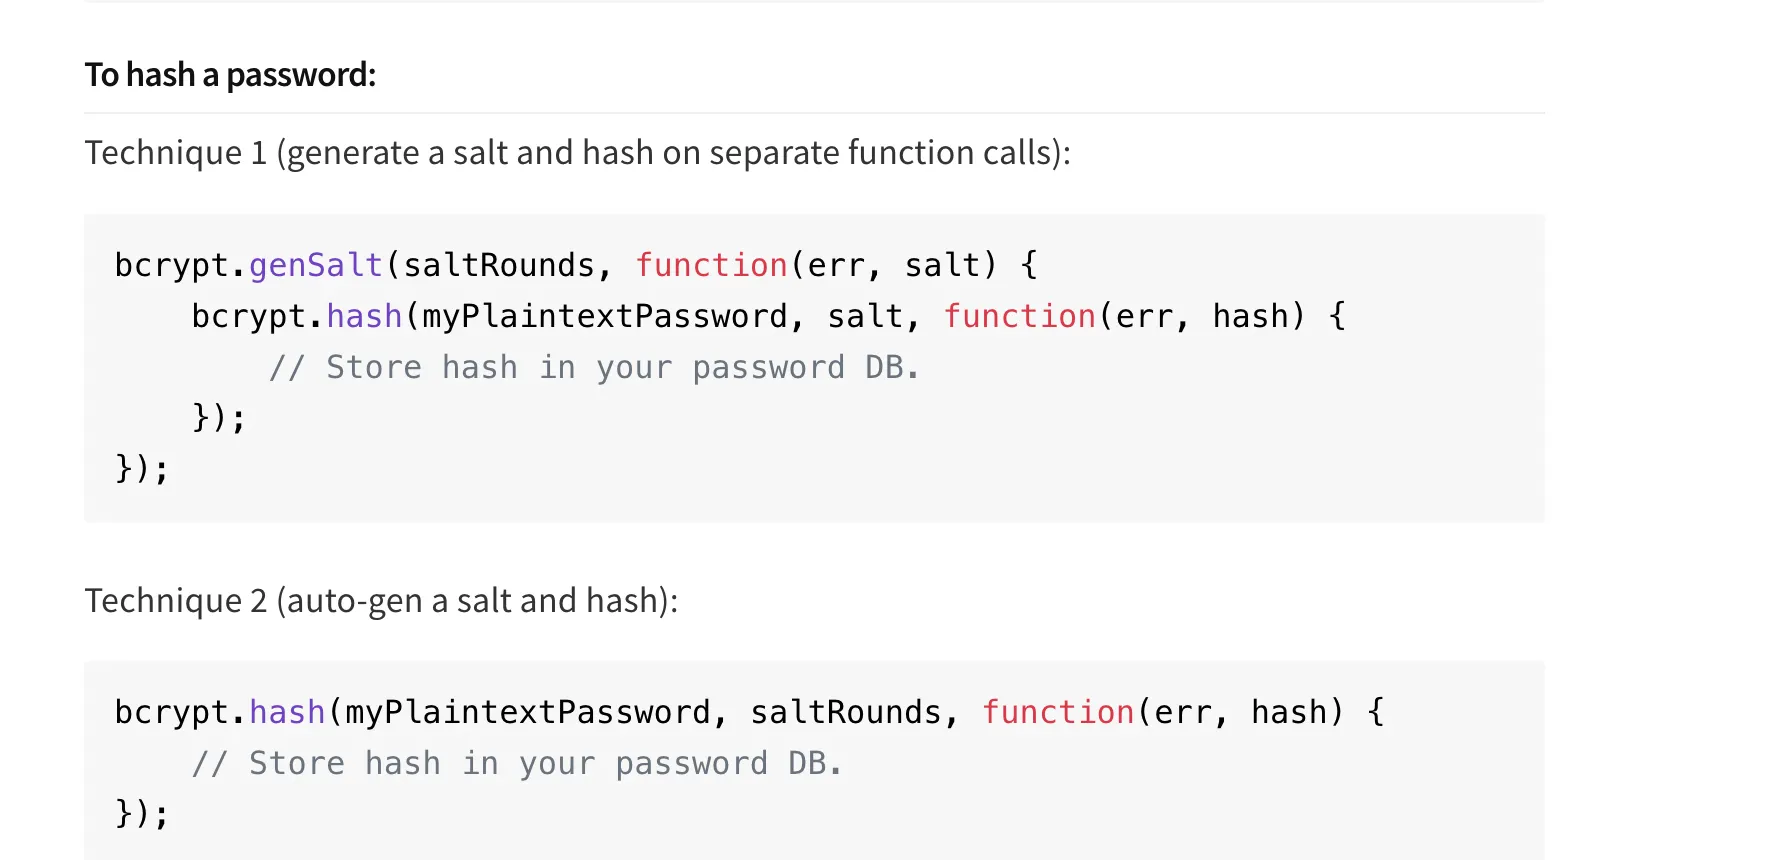 To hash a password:
Technique 1 (generate a salt and hash on separate function calls):
bcrypt.genSalt(saltRounds, function(err, salt) {
    bcrypt.hash(myPlaintextPassword, salt, function(err, hash) {
        // Store hash in your password DB.
    });
});
Technique 2 (auto-gen a salt and hash):
bcrypt.hash(myPlaintextPassword, saltRounds, function(err, hash) {
    // Store hash in your password DB.
});